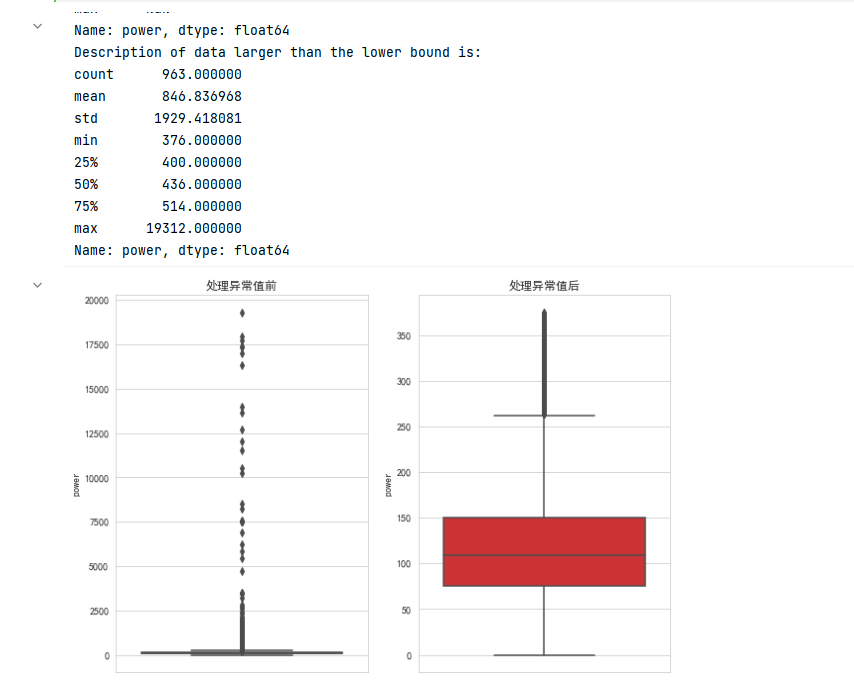 Name: power, dtype: float64
Description of data larger than the lower bound is:
count 963.000000
mean 846.836968
std 1929.418081
min 376.000000
25% 400.000000
50% 436.000000
75% 514.000000
max 19312.000000
Name: power, dtype: float64
处理异常值前
20000
17500
15000
12500
10000
7500
5000
2500
0
power
处理异常值后
350
300
250
200
150
100
50
0
power